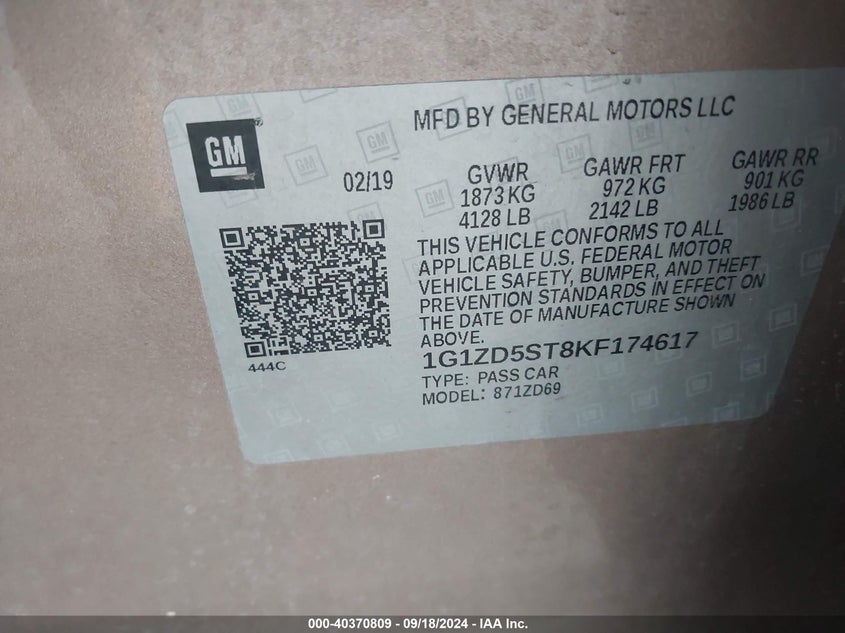 MFD BY GENERAL MOTORS LLC
GM
02/19
GVWR
1873 KG
4128 LB
GAWR FRT
972 KG
2142 LB
GAWR RR
901 KG
1986 LB
THIS VEHICLE CONFORMS TO ALL
APPLICABLE U.S. FEDERAL MOTOR
VEHICLE SAFETY, BUMPER, AND THEFT
PREVENTION STANDARDS IN EFFECT ON
THE DATE OF MANUFACTURE SHOWN
ABOVE.
444C
1G1ZD5ST8KF174617
TYPE: PASS CAR
MODEL: 871ZD69
000-40370809 - 09/18/2024 - IAA Inc.